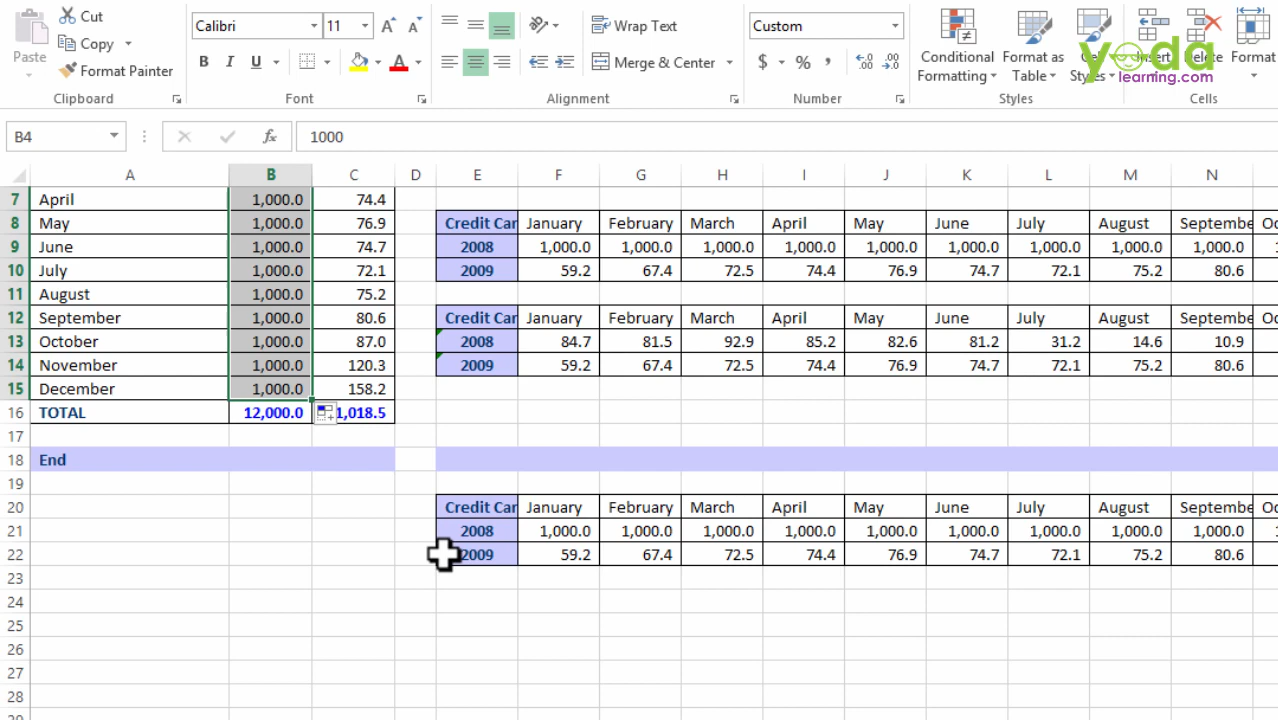 Cut
Copy
Paste
Format Painter
Clipboard
Calibri 11 A A
B I U A
Font
Wrap Text
Merge & Center
Alignment
Custom
$ % ,
Number
Conditional Formatting
Format as Table
Cell Styles
Styles
Insert Delete Format
Cells
yoda
learning.com
B4 fx 1000
A B C D E F G H I J K L M N
7 April 1,000.0 74.4
8 May 1,000.0 76.9 Credit Car January February March April May June July August Septembe Oc
9 June 1,000.0 74.7 2008 1,000.0 1,000.0 1,000.0 1,000.0 1,000.0 1,000.0 1,000.0 1,000.0 1,000.0 1
10 July 1,000.0 72.1 2009 59.2 67.4 72.5 74.4 76.9 74.7 72.1 75.2 80.6
11 August 1,000.0 75.2
12 September 1,000.0 80.6 Credit Car January February March April May June July August Septembe Oc
13 October 1,000.0 87.0 2008 84.7 81.5 92.9 85.2 82.6 81.2 31.2 14.6 10.9
14 November 1,000.0 120.3 2009 59.2 67.4 72.5 74.4 76.9 74.7 72.1 75.2 80.6
15 December 1,000.0 158.2
16 TOTAL 12,000.0 1,018.5
17
18 End
19
20 Credit Car January February March April May June July August Septembe Oc
21 2008 1,000.0 1,000.0 1,000.0 1,000.0 1,000.0 1,000.0 1,000.0 1,000.0 1,000.0 1
22 2009 59.2 67.4 72.5 74.4 76.9 74.7 72.1 75.2 80.6
23
24
25
26
27
28
29